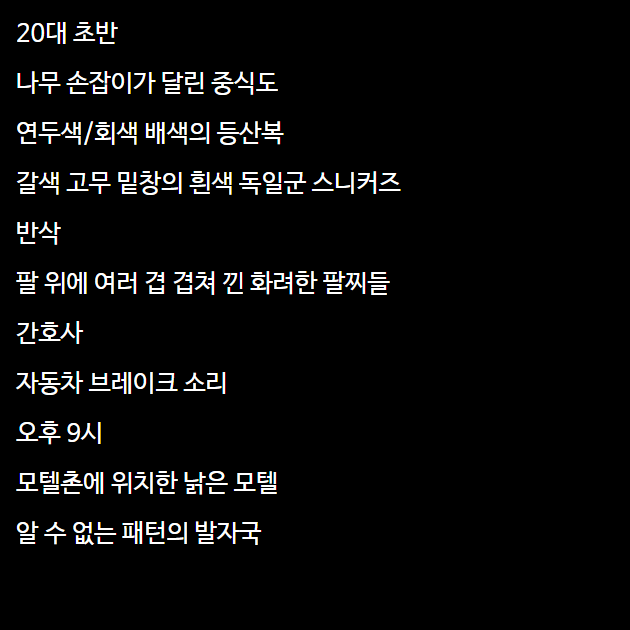 20대 초반
나무 손잡이가 달린 중식도
연두색/회색 배색의 등산복
갈색 고무 밑창의 흰색 독일군 스니커즈
반삭
팔 위에 여러 겹 겹쳐 낀 화려한 팔찌들
간호사
자동차 브레이크 소리
오후 9시
모텔촌에 위치한 낡은 모텔
알 수 없는 패턴의 발자국